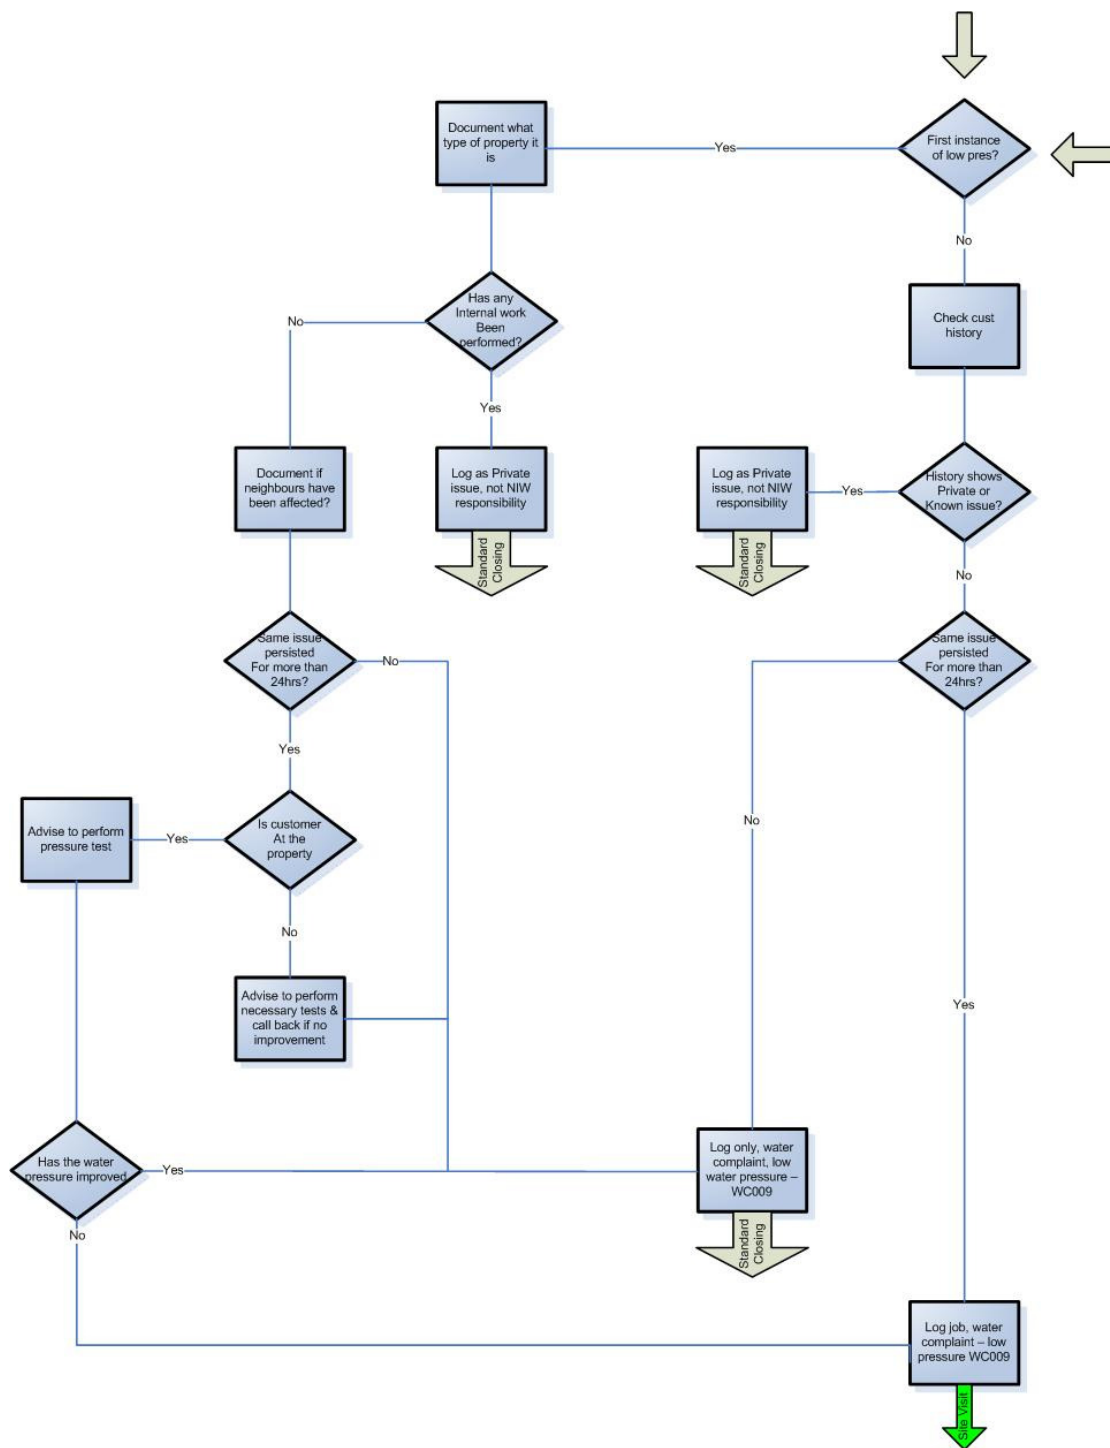 First instance
of low pres?
Yes
Document what
type of property it
is
No
Has any
Internal work
Been
performed?
No
Check cust
history
Yes
Document if
neighbours have
been affected?
Log as Private
issue, not NIW
responsibility
Standard
Closing
Log as Private
issue, not NIW
responsibility
Standard
Closing
Yes
History shows
Private or
Known issue?
No
Same issue
persisted
For more than
24hrs?
No
Same issue
persisted
For more than
24hrs?
Yes
Advise to perform
pressure test
Yes
Is customer
At the
property
No
No
Advise to perform
necessary tests &
call back if no
improvement
Yes
Has the water
pressure improved
Yes
Log only, water
complaint, low
water pressure –
WC009
Standard
Closing
No
Log job, water
complaint – low
pressure WC009
Site Visit